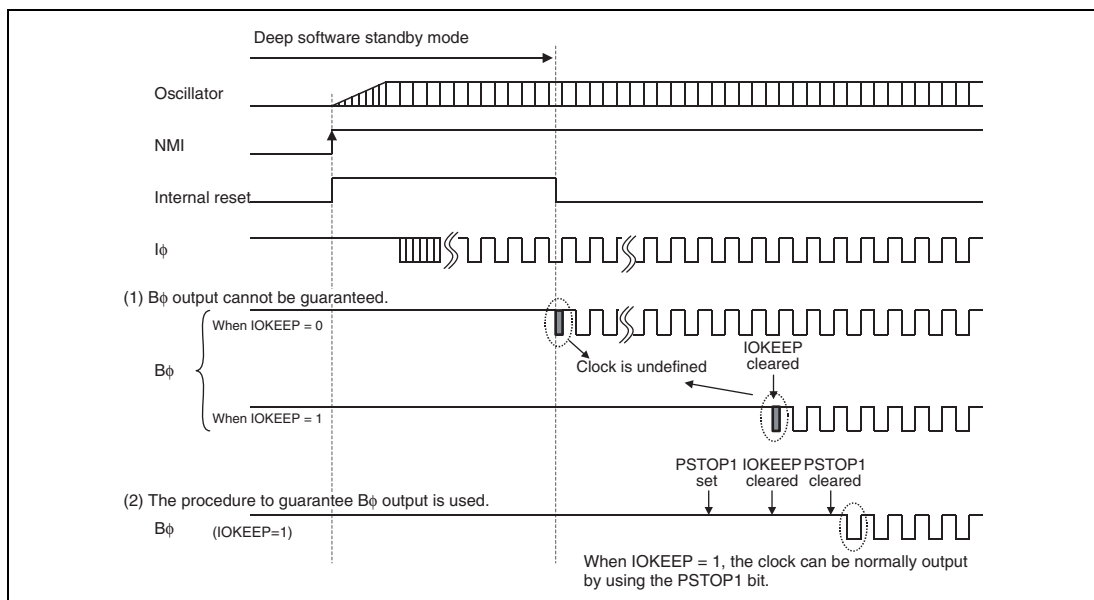 Deep software standby mode
Oscillator
NMI
Internal reset
Iϕ
(1) Bϕ output cannot be guaranteed.
When IOKEEP = 0
Bϕ
Clock is undefined
IOKEEP
cleared
When IOKEEP = 1
PSTOP1
set
IOKEEP
cleared
PSTOP1
cleared
(2) The procedure to guarantee Bϕ output is used.
Bϕ
(IOKEEP=1)
When IOKEEP = 1, the clock can be normally output
by using the PSTOP1 bit.